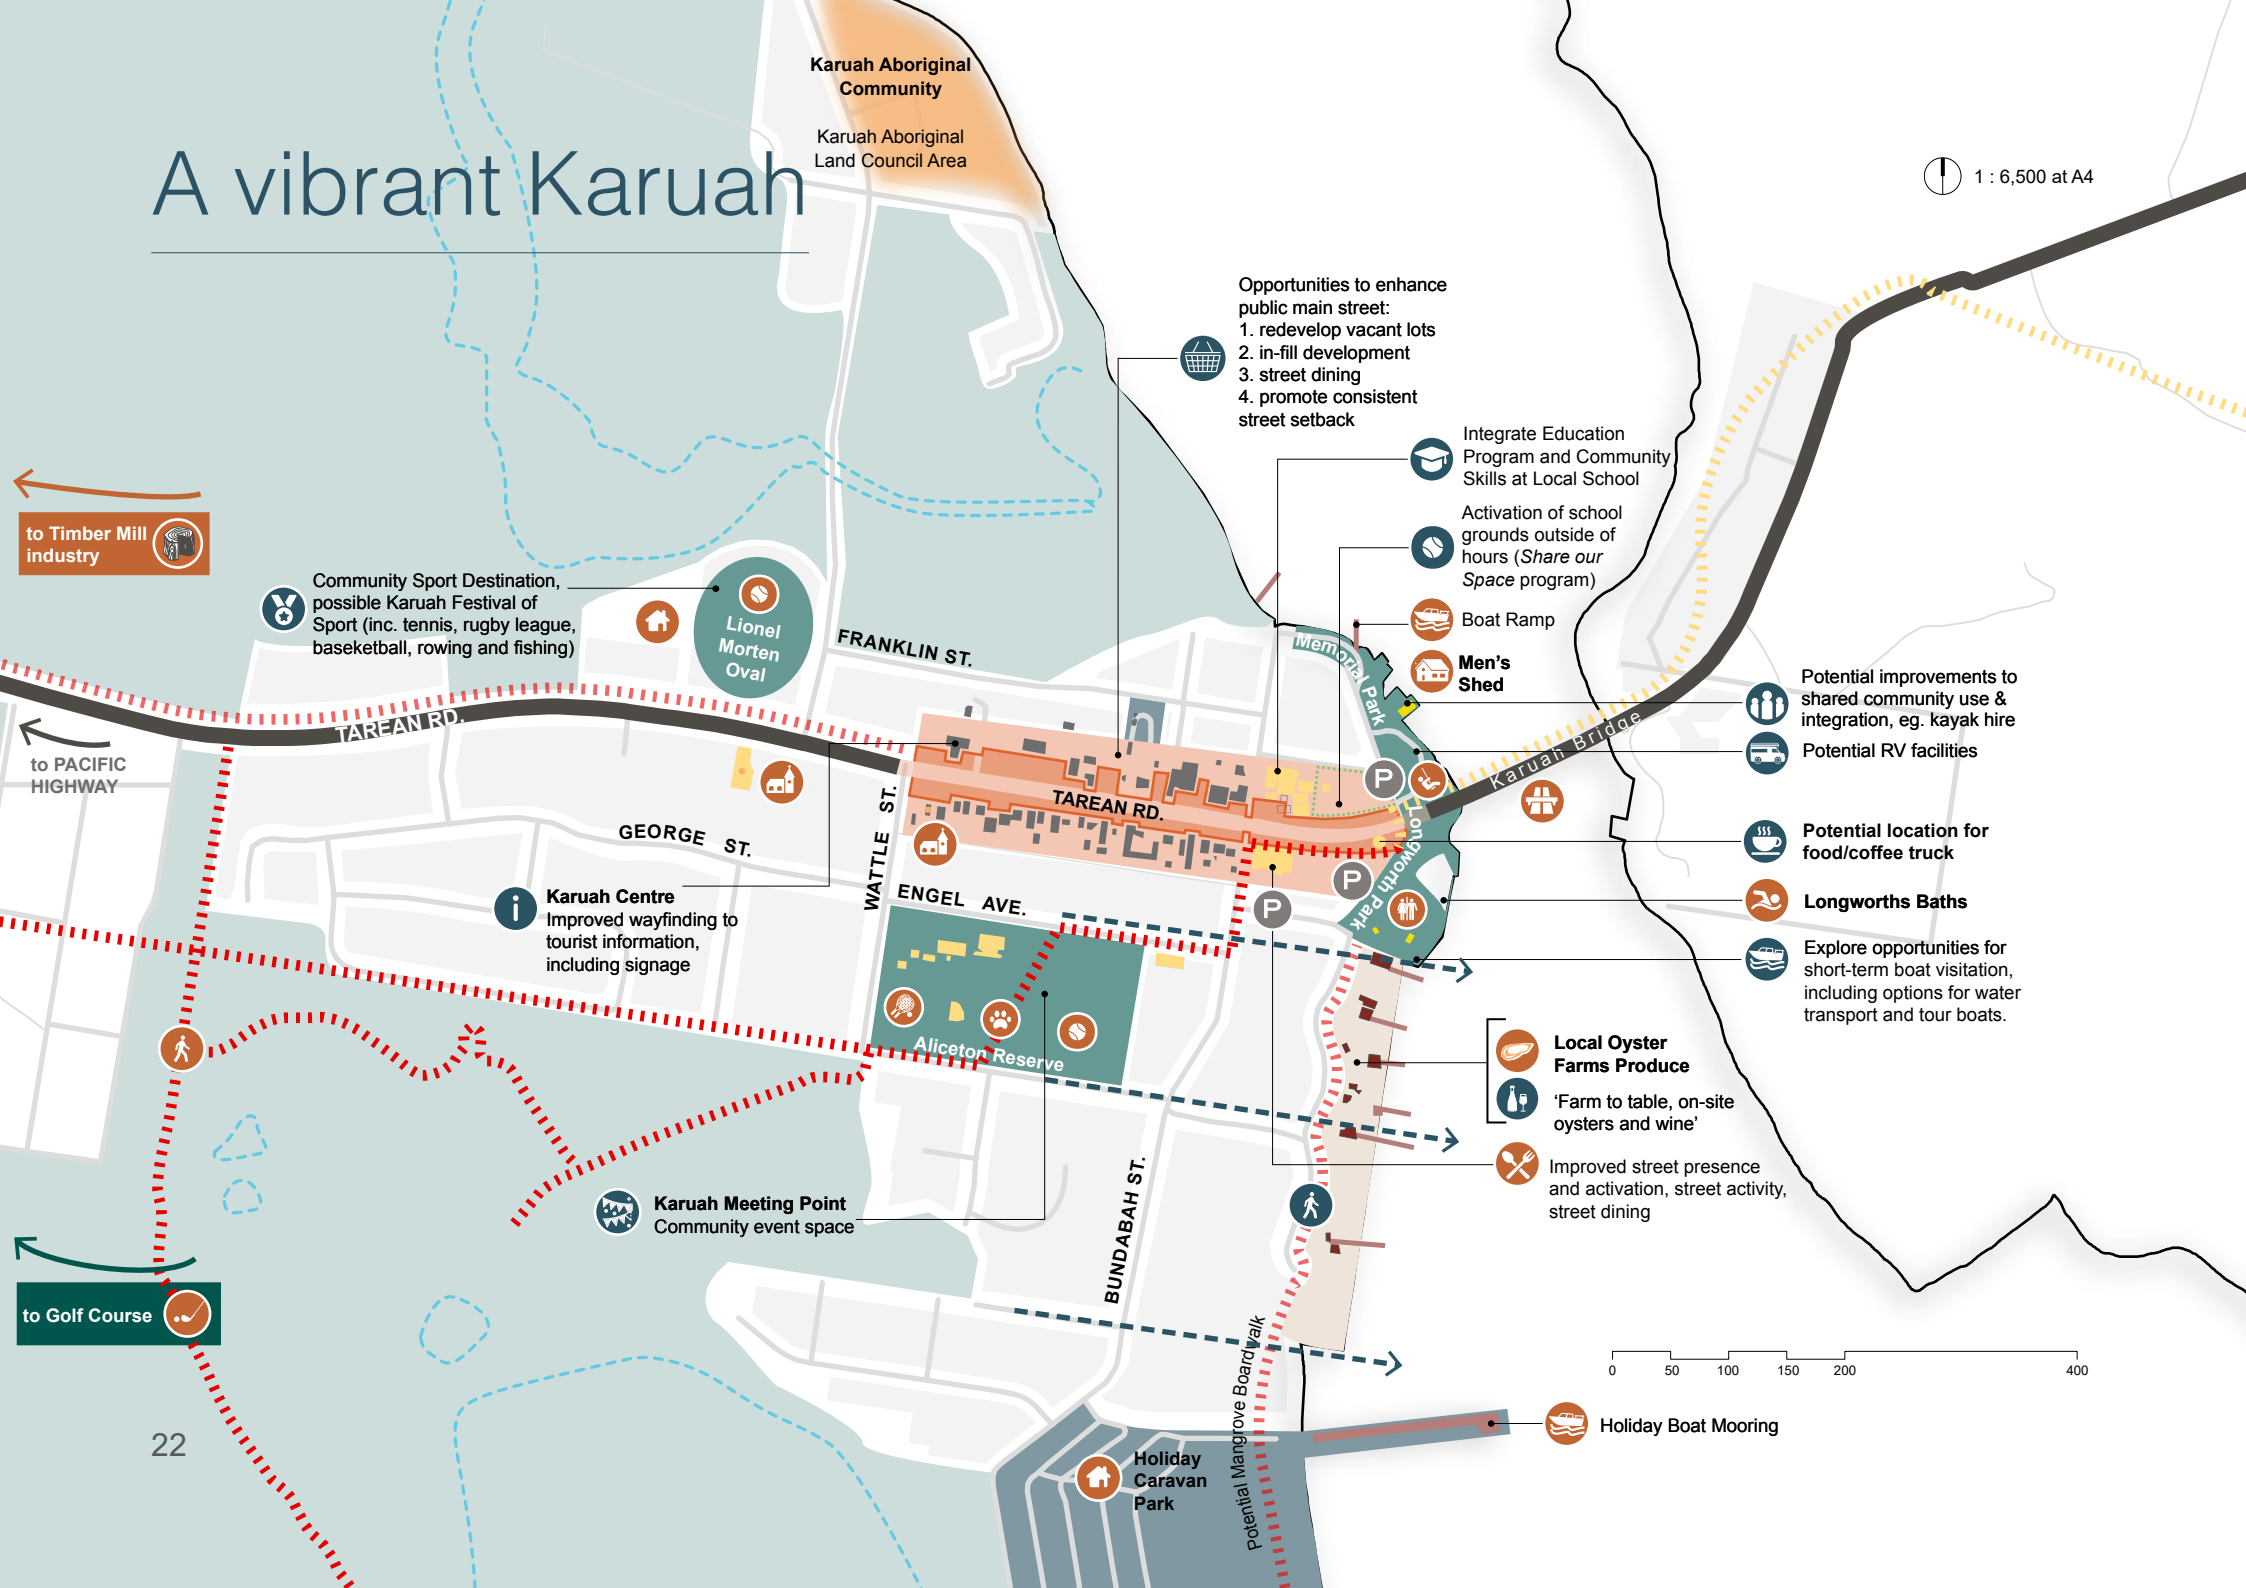 Karuah Aboriginal
Community
Karuah Aboriginal
Land Council Area
A vibrant Karuah
1 : 6,500 at A4
Opportunities to enhance
public main street:
1. redevelop vacant lots
2. in-fill development
3. street dining
4. promote consistent
street setback
Integrate Education
Program and Community
Skills at Local School
Activation of school
grounds outside of
hours (Share our
Space program)
Boat Ramp
Men's
Shed
to Timber Mill
industry
Community Sport Destination,
possible Karuah Festival of
Sport (inc. tennis, rugby league,
baseketball, rowing and fishing)
Lionel
Morten
Oval
FRANKLIN ST.
Memorial Park
Potential improvements to
shared community use &
integration, eg. kayak hire
Potential RV facilities
Karuah Bridge
TAREAN RD.
to PACIFIC
HIGHWAY
P
TAREAN RD.
GEORGE ST.
WATTLE ST.
Longworth Park
Potential location for
food/coffee truck
P
P
ENGEL AVE.
i
Karuah Centre
Improved wayfinding to
tourist information,
including signage
Longworths Baths
Explore opportunities for
short-term boat visitation,
including options for water
transport and tour boats.
Aliceton Reserve
Local Oyster
Farms Produce
‘Farm to table, on-site
oysters and wine’
Improved street presence
and activation, street activity,
street dining
Karuah Meeting Point
Community event space
BUNDABAH ST.
to Golf Course
Potential Mangrove Boardwalk
0 50 100 150 200 400
Holiday Boat Mooring
22
Holiday
Caravan
Park